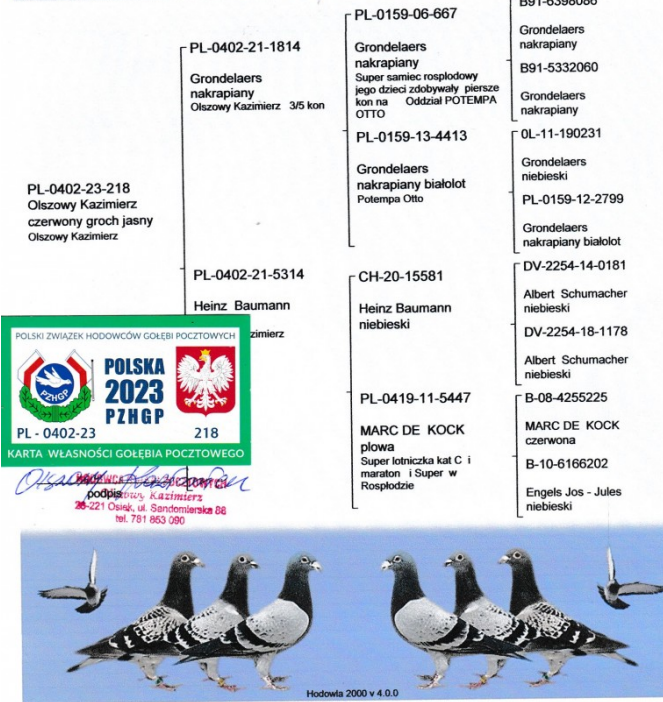 PL-0402-23-218
Olszowy Kazimierz
czerwony groch jasny
Olszowy Kazimierz
PL-0402-21-1814
Grondelaers
nakrapiany
Olszowy Kazimierz 3/5 kon
PL-0402-21-5314
Heinz Baumann
zimierz
PL-0159-06-667
Grondelaers
nakrapiany
Super samiec rospłodowy
jego dzieci zdobywały piersze
kon na Oddział POTEMPA
OTTO
PL-0159-13-4413
Grondelaers
nakrapiany białolot
Potempa Otto
CH-20-15581
Heinz Baumann
niebieski
PL-0419-11-5447
MARC DE KOCK
plowa
Super lotniczka kat C i
maraton i Super w
Rospłodzie
B91-6398086
Grondelaers
nakrapiany
B91-5332060
Grondelaers
nakrapiany
0L-11-190231
Grondelaers
niebieski
PL-0159-12-2799
Grondelaers
nakrapiany białolot
DV-2254-14-0181
Albert Schumacher
niebieski
DV-2254-18-1178
Albert Schumacher
niebieski
B-08-4255225
MARC DE KOCK
czerwona
B-10-6166202
Engels Jos - Jules
niebieski
POLSKI ZWIĄZEK HODOWCÓW GOŁĘBI POCZTOWYCH
PZHGP
POLSKA
2023
PZHGP
PL - 0402-23 218
KARTA WŁASNOŚCI GOŁĘBIA POCZTOWEGO
podpis
Kazimierz
28-221 Osiek, ul. Sandomierska 88
tel. 781 853 090
Hodowla 2000 v 4.0.0